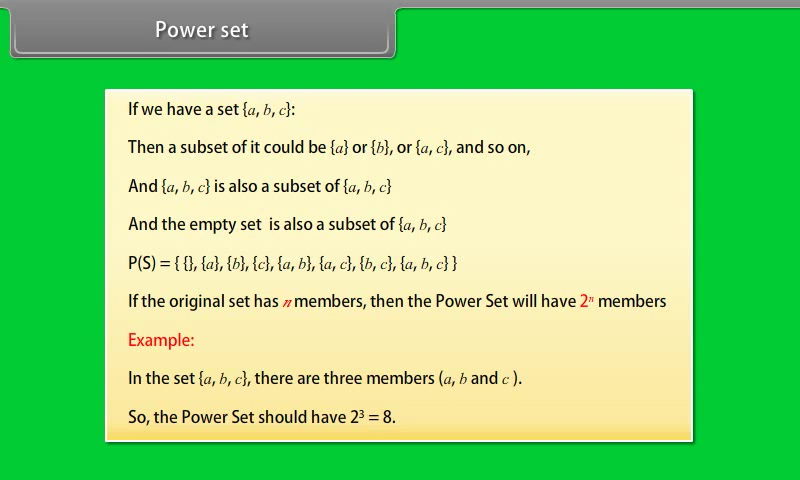 Power set
If we have a set {a, b, c}:
Then a subset of it could be {a} or {b}, or {a, c}, and so on,
And {a, b, c} is also a subset of {a, b, c}
And the empty set is also a subset of {a, b, c}
P(S) = { {}, {a}, {b}, {c}, {a, b}, {a, c}, {b, c}, {a, b, c} }
If the original set has n members, then the Power Set will have 2ⁿ members
Example:
In the set {a, b, c}, there are three members (a, b and c ).
So, the Power Set should have 2³ = 8.